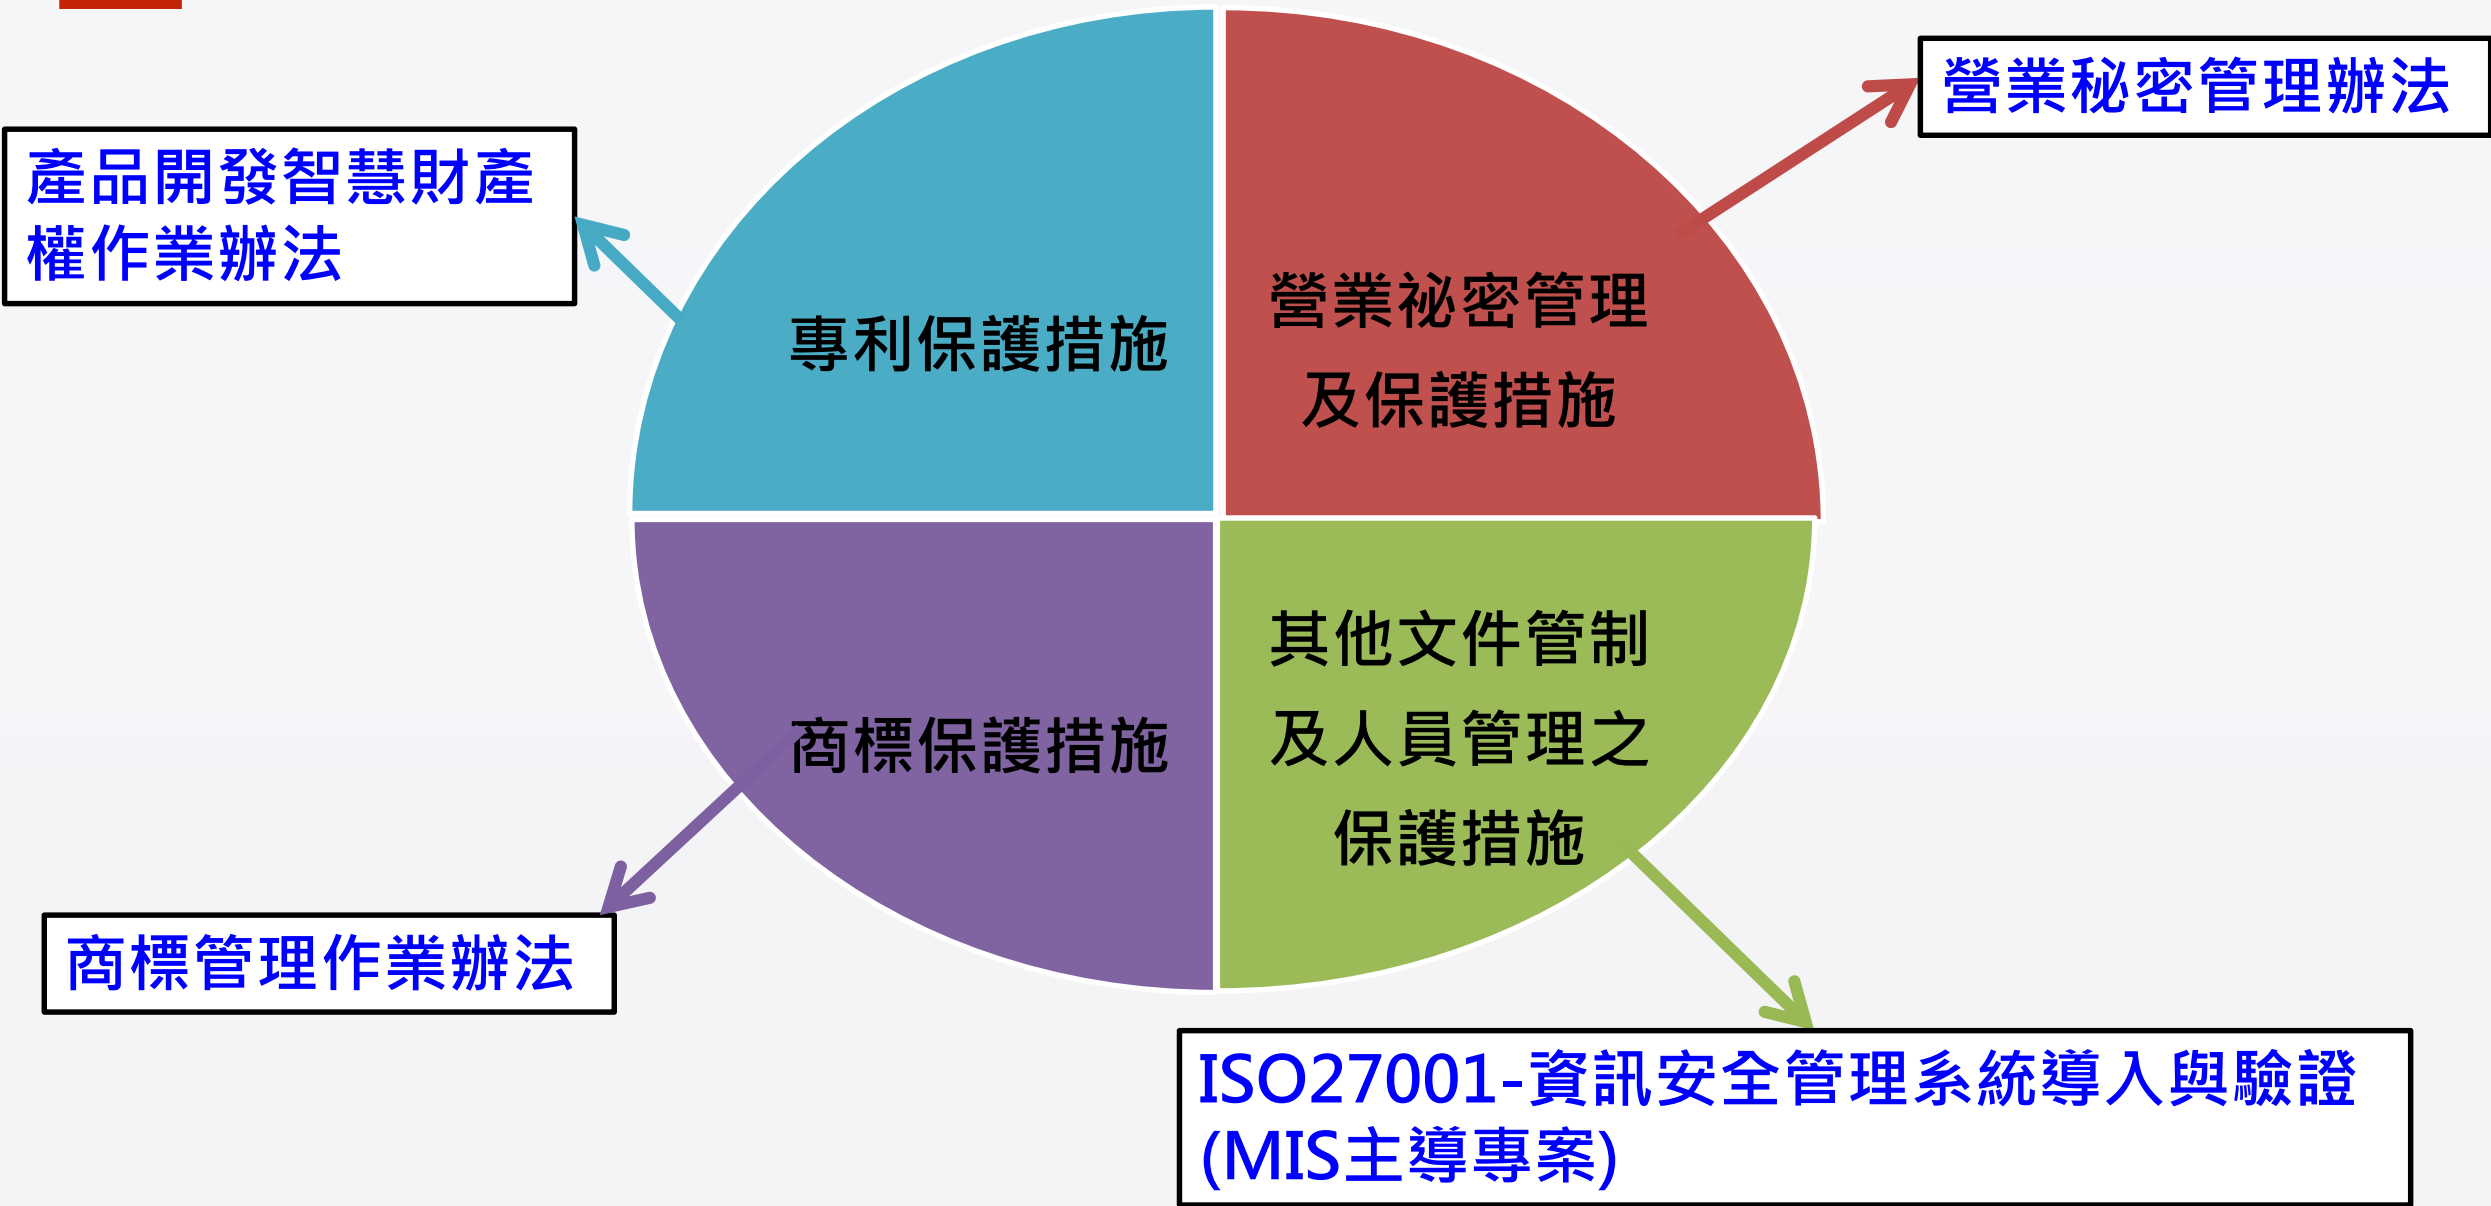 營業秘密管理辦法
產品開發智慧財產
權作業辦法
專利保護措施
營業祕密管理
及保護措施
商標保護措施
其他文件管制
及人員管理之
保護措施
商標管理作業辦法
ISO27001-資訊安全管理系統導入與驗證
(MIS主導專案)